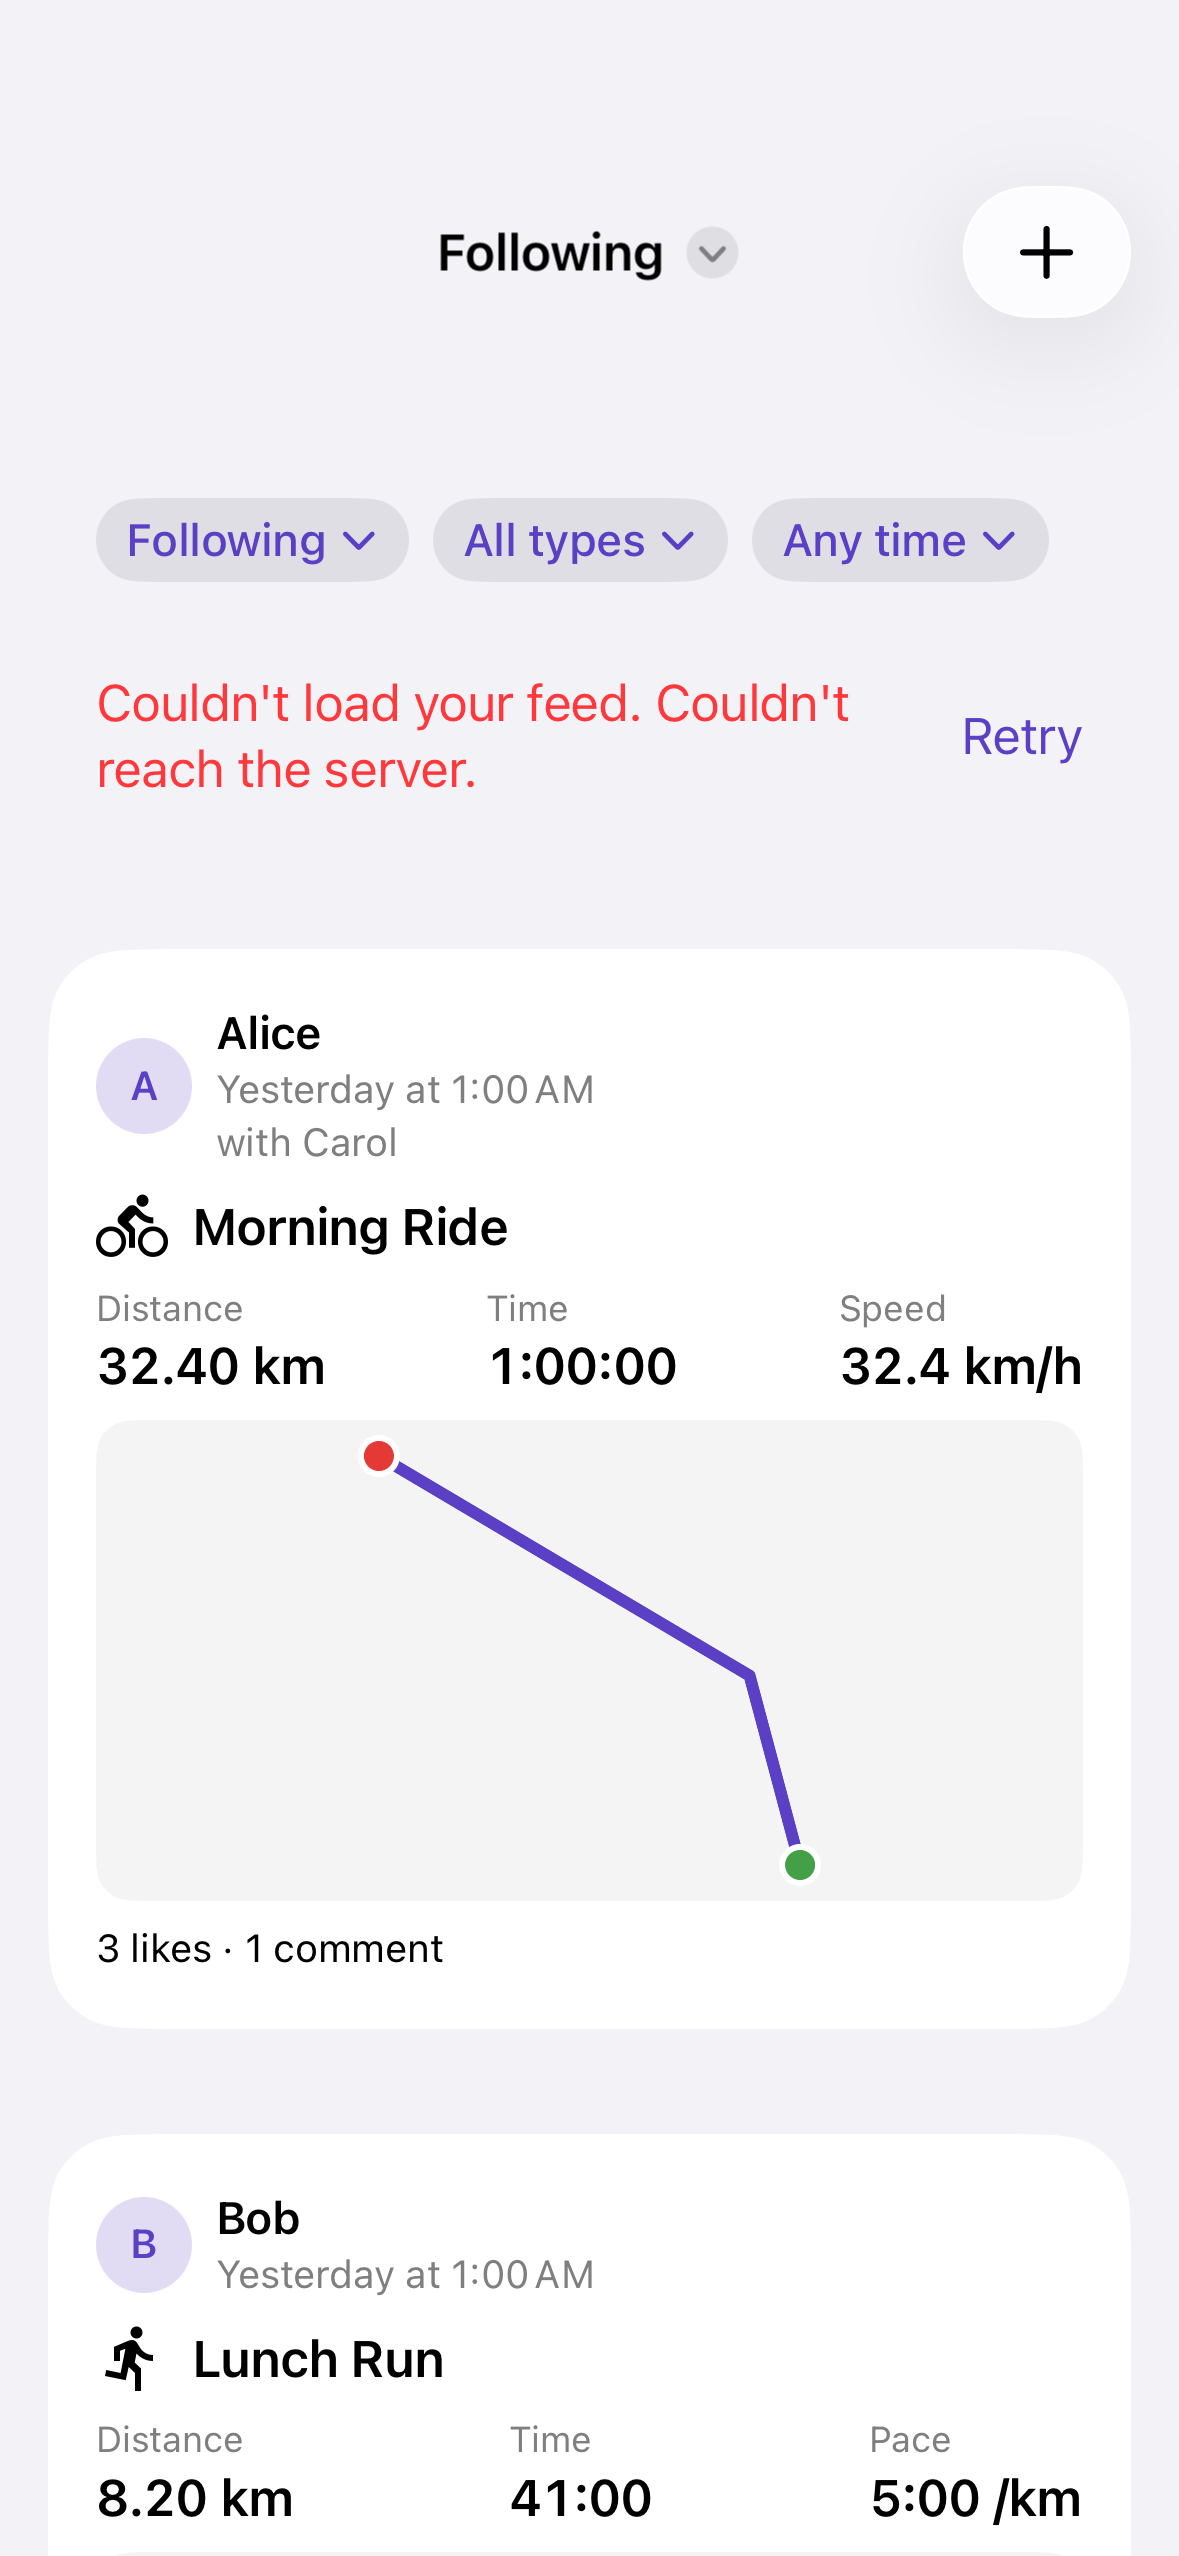 Following
Following
All types
Any time
Couldn't load your feed. Couldn't
reach the server.
Retry
A
Alice
Yesterday at 1:00 AM
with Carol
Morning Ride
Distance
Time
Speed
32.40 km
1:00:00
32.4 km/h
3 likes · 1 comment
B
Bob
Yesterday at 1:00 AM
Lunch Run
Distance
Time
Pace
8.20 km
41:00
5:00 /km